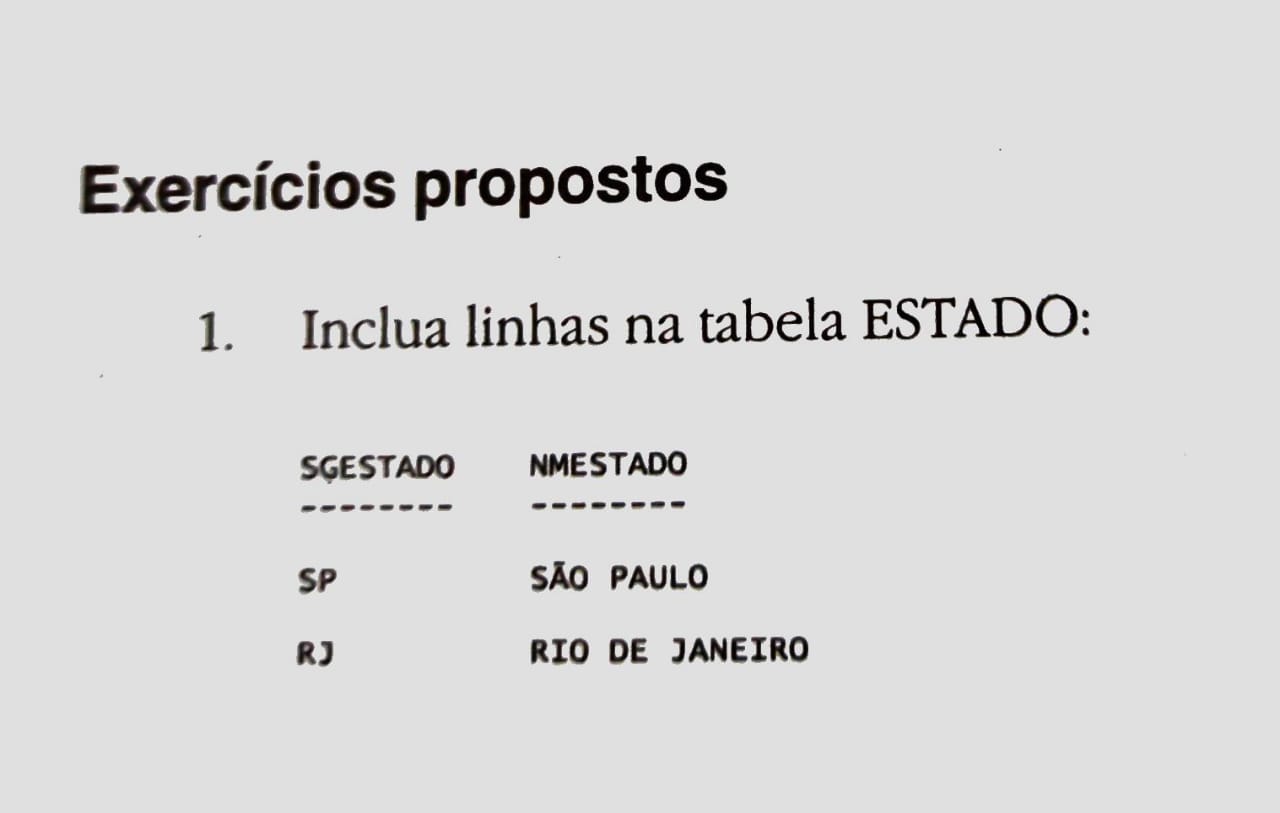 Exercícios propostos
1. Inclua linhas na tabela ESTADO:
SGESTADO NMESTADO
-------- --------
SP SÃO PAULO
RJ RIO DE JANEIRO